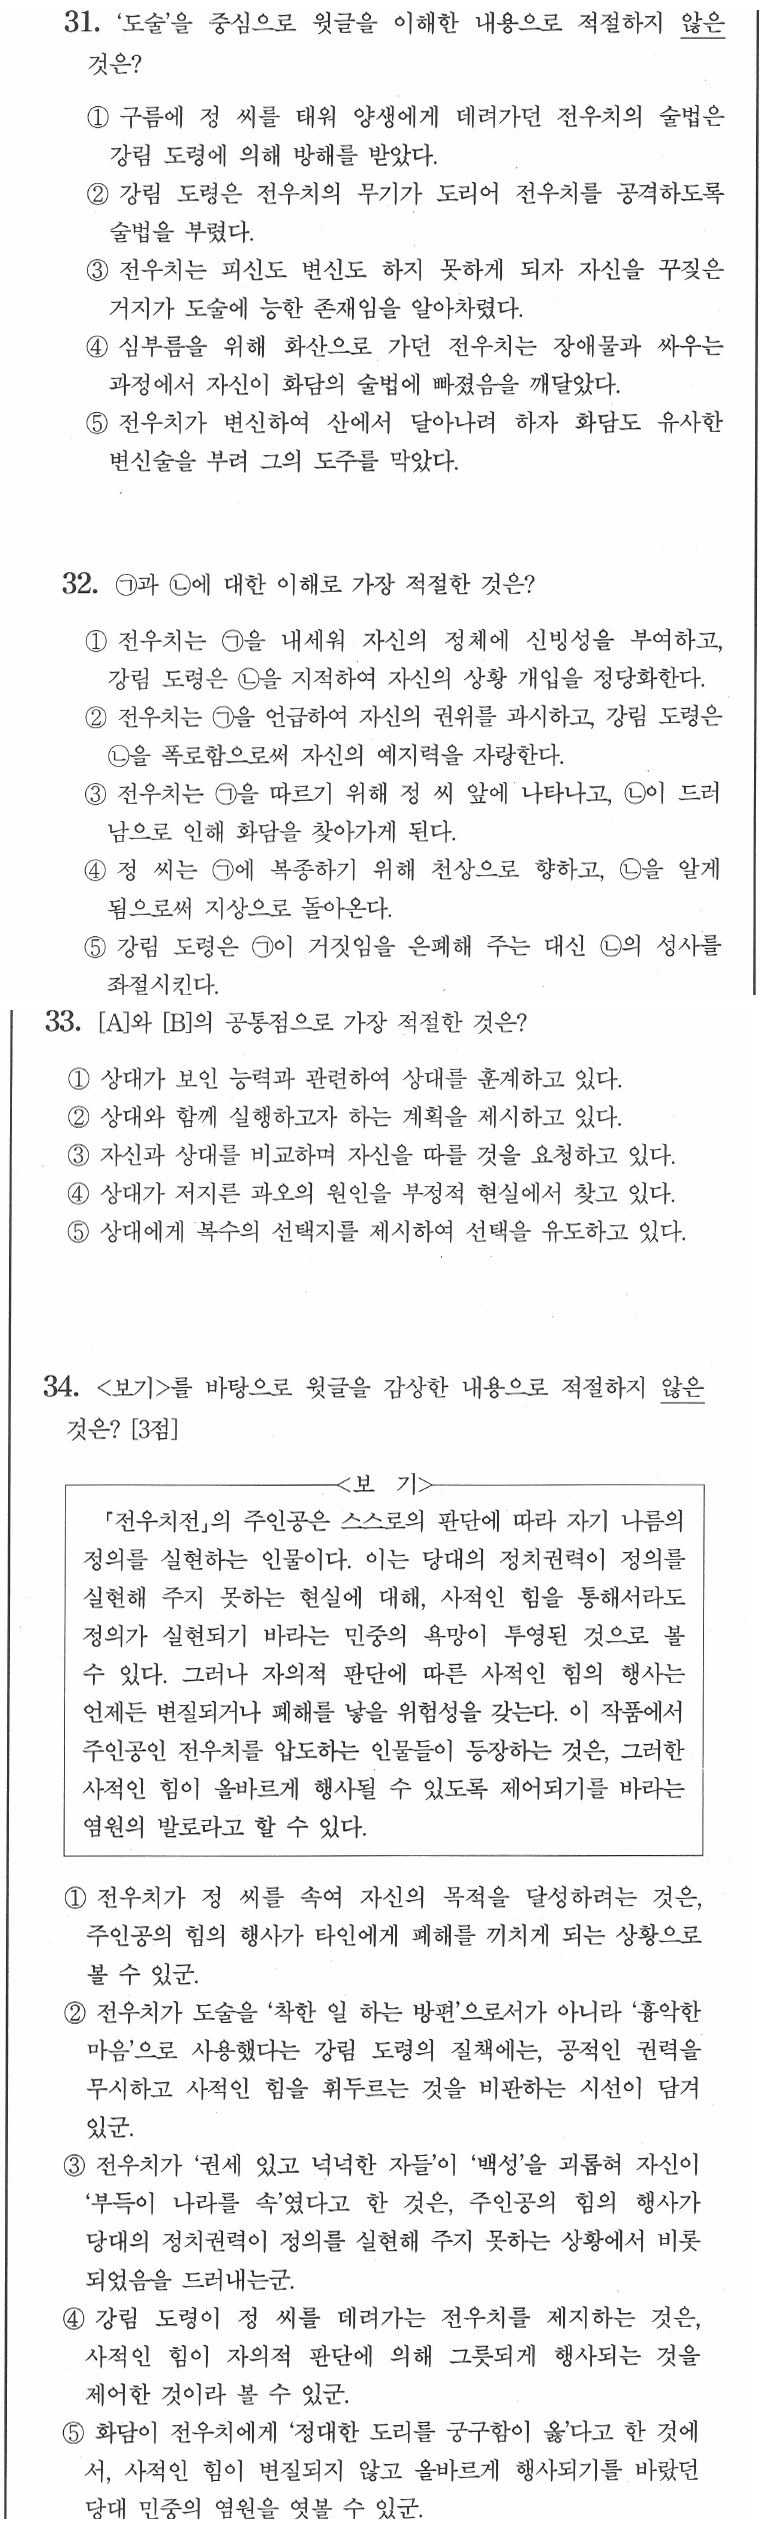 31. ‘도술’을 중심으로 윗글을 이해한 내용으로 적절하지 않은
것은?
① 구름에 정 씨를 태워 양생에게 데려가던 전우치의 술법은
강림 도령에 의해 방해를 받았다.
② 강림 도령은 전우치의 무기가 도리어 전우치를 공격하도록
술법을 부렸다.
③ 전우치는 피신도 변신도 하지 못하게 되자 자신을 꾸짖은
거지가 도술에 능한 존재임을 알아차렸다.
④ 심부름을 위해 화산으로 가던 전우치는 장애물과 싸우는
과정에서 자신이 화담의 술법에 빠졌음을 깨달았다.
⑤ 전우치가 변신하여 산에서 달아나려 하자 화담도 유사한
변신술을 부려 그의 도주를 막았다.
32. ㉠과 ㉡에 대한 이해로 가장 적절한 것은?
① 전우치는 ㉠을 내세워 자신의 정체에 신빙성을 부여하고,
강림 도령은 ㉡을 지적하여 자신의 상황 개입을 정당화한다.
② 전우치는 ㉠을 언급하여 자신의 권위를 과시하고, 강림 도령은
㉡을 폭로함으로써 자신의 예지력을 자랑한다.
③ 전우치는 ㉠을 따르기 위해 정 씨 앞에 나타나고, ㉡이 드러
남으로 인해 화담을 찾아가게 된다.
④ 정 씨는 ㉠에 복종하기 위해 천상으로 향하고, ㉡을 알게
됨으로써 지상으로 돌아온다.
⑤ 강림 도령은 ㉠이 거짓임을 은폐해 주는 대신 ㉡의 성사를
좌절시킨다.
33. [A]와 [B]의 공통점으로 가장 적절한 것은?
① 상대가 보인 능력과 관련하여 상대를 훈계하고 있다.
② 상대와 함께 실행하고자 하는 계획을 제시하고 있다.
③ 자신과 상대를 비교하며 자신을 따를 것을 요청하고 있다.
④ 상대가 저지른 과오의 원인을 부정적 현실에서 찾고 있다.
⑤ 상대에게 복수의 선택지를 제시하여 선택을 유도하고 있다.
34. <보기>를 바탕으로 윗글을 감상한 내용으로 적절하지 않은
것은? [3점]
<보 기>
「전우치전」의 주인공은 스스로의 판단에 따라 자기 나름의
정의를 실현하는 인물이다. 이는 당대의 정치권력이 정의를
실현해 주지 못하는 현실에 대해, 사적인 힘을 통해서라도
정의가 실현되기 바라는 민중의 욕망이 투영된 것으로 볼
수 있다. 그러나 자의적 판단에 따른 사적인 힘의 행사는
언제든 변질되거나 폐해를 낳을 위험성을 갖는다. 이 작품에서
주인공인 전우치를 압도하는 인물들이 등장하는 것은, 그러한
사적인 힘이 올바르게 행사될 수 있도록 제어되기를 바라는
염원의 발로라고 할 수 있다.
① 전우치가 정 씨를 속여 자신의 목적을 달성하려는 것은,
주인공의 힘의 행사가 타인에게 폐해를 끼치게 되는 상황으로
볼 수 있군.
② 전우치가 도술을 ‘착한 일 하는 방편’으로서가 아니라 ‘흉악한
마음’으로 사용했다는 강림 도령의 질책에는, 공적인 권력을
무시하고 사적인 힘을 휘두르는 것을 비판하는 시선이 담겨
있군.
③ 전우치가 ‘권세 있고 넉넉한 자들’이 ‘백성’을 괴롭혀 자신이
‘부득이 나라를 속’였다고 한 것은, 주인공의 힘의 행사가
당대의 정치권력이 정의를 실현해 주지 못하는 상황에서 비롯
되었음을 드러내는군.
④ 강림 도령이 정 씨를 데려가는 전우치를 제지하는 것은,
사적인 힘이 자의적 판단에 의해 그릇되게 행사되는 것을
제어한 것이라 볼 수 있군.
⑤ 화담이 전우치에게 ‘정대한 도리를 궁구함이 옳’다고 한 것에
서, 사적인 힘이 변질되지 않고 올바르게 행사되기를 바랐던
당대 민중의 염원을 엿볼 수 있군.